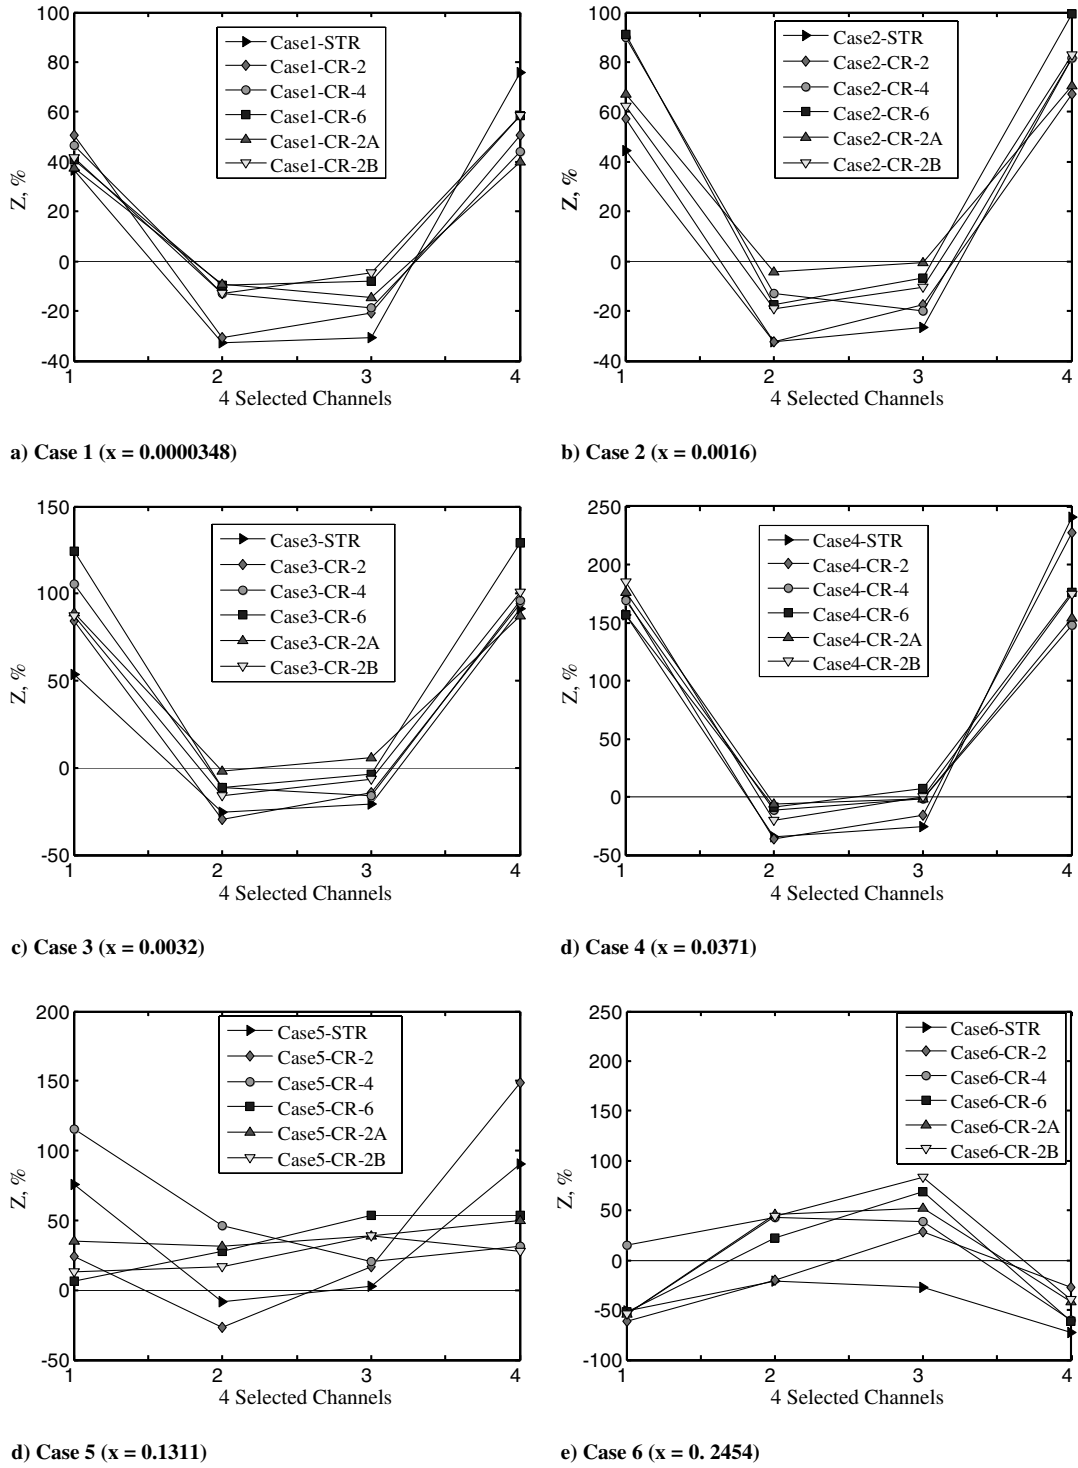 100
80
60
40
20
0
-20
-40
Z, %
Case1-STR
Case1-CR-2
Case1-CR-4
Case1-CR-6
Case1-CR-2A
Case1-CR-2B
1 2 3 4
4 Selected Channels
a) Case 1 (x = 0.0000348)
100
80
60
40
20
0
-20
-40
Z, %
Case2-STR
Case2-CR-2
Case2-CR-4
Case2-CR-6
Case2-CR-2A
Case2-CR-2B
1 2 3 4
4 Selected Channels
b) Case 2 (x = 0.0016)
150
100
50
0
-50
Z, %
Case3-STR
Case3-CR-2
Case3-CR-4
Case3-CR-6
Case3-CR-2A
Case3-CR-2B
1 2 3 4
4 Selected Channels
c) Case 3 (x = 0.0032)
250
200
150
100
50
0
-50
Z, %
Case4-STR
Case4-CR-2
Case4-CR-4
Case4-CR-6
Case4-CR-2A
Case4-CR-2B
1 2 3 4
4 Selected Channels
d) Case 4 (x = 0.0371)
200
150
100
50
0
-50
Z, %
Case5-STR
Case5-CR-2
Case5-CR-4
Case5-CR-6
Case5-CR-2A
Case5-CR-2B
1 2 3 4
4 Selected Channels
d) Case 5 (x = 0.1311)
250
200
150
100
50
0
-50
-100
Z, %
Case6-STR
Case6-CR-2
Case6-CR-4
Case6-CR-6
Case6-CR-2A
Case6-CR-2B
1 2 3 4
4 Selected Channels
e) Case 6 (x = 0. 2454)